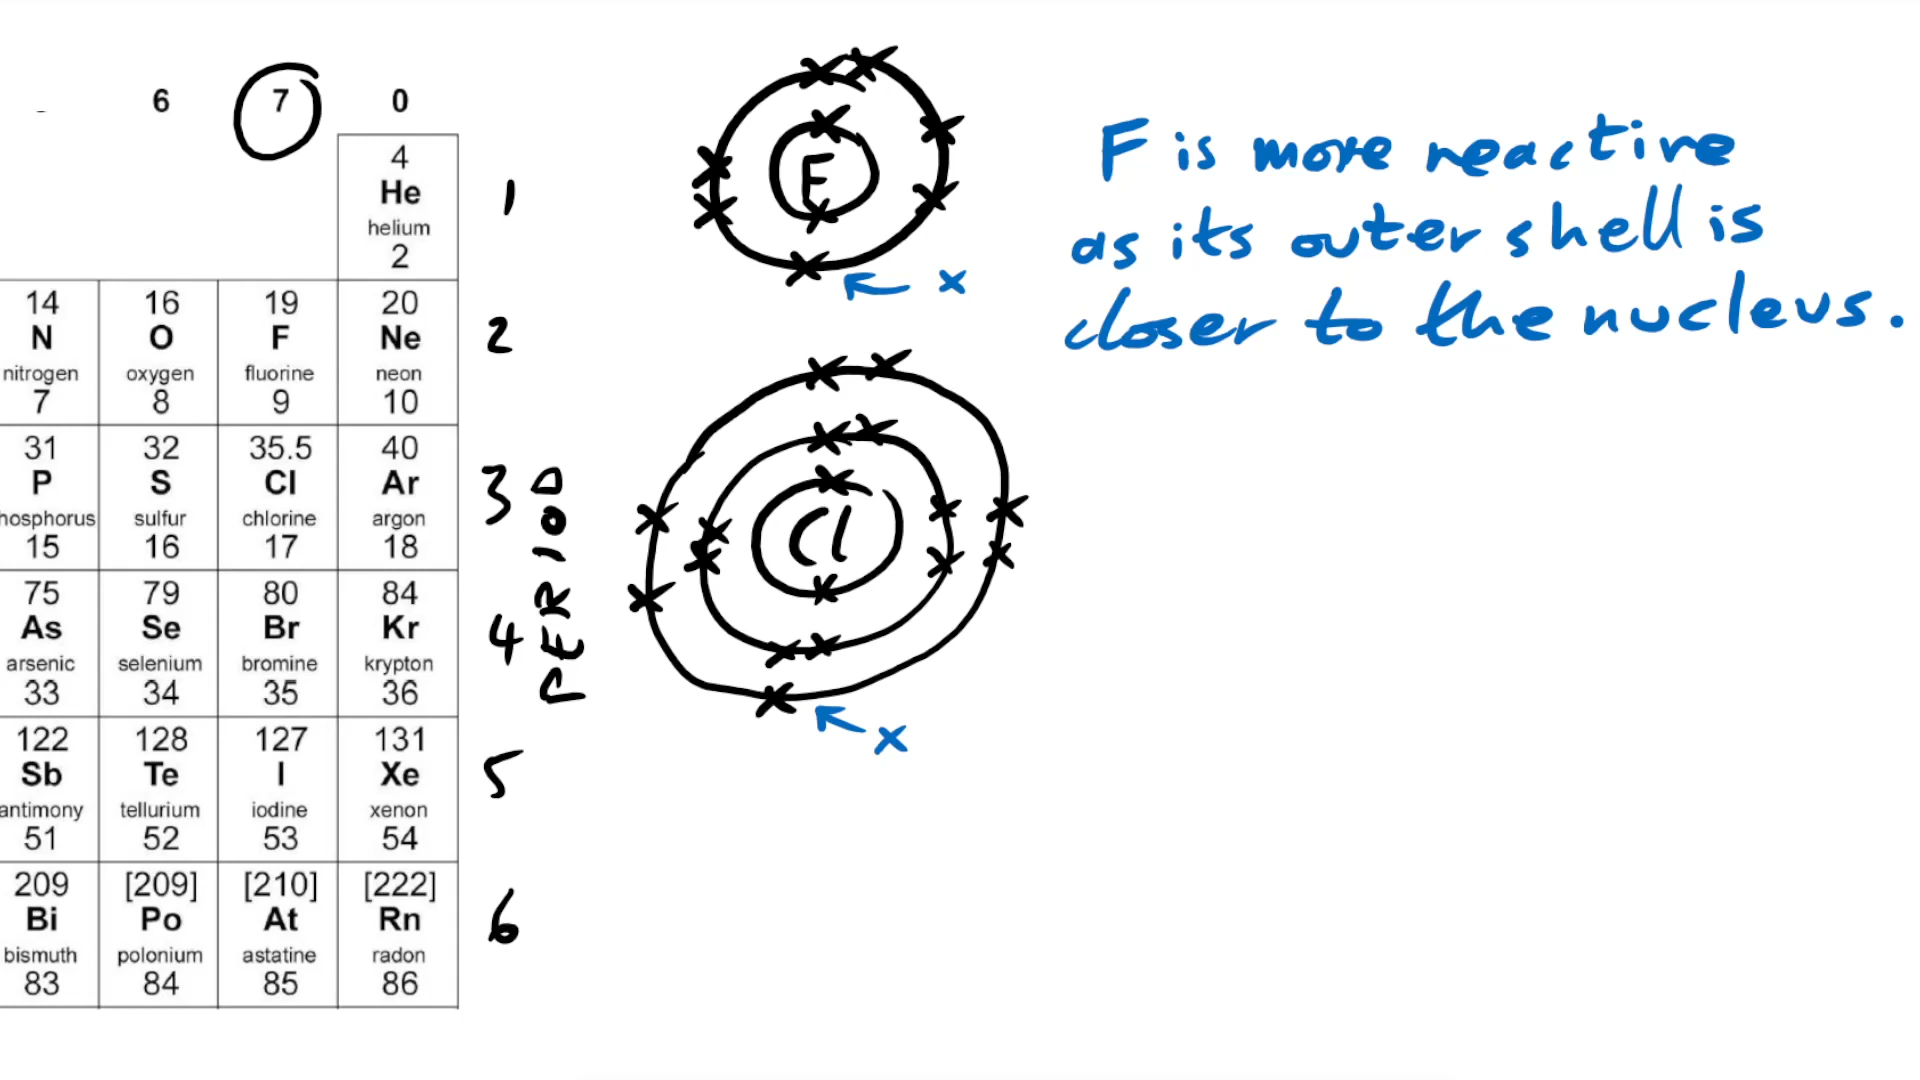 6 7 0
4
He
helium
2
1
14 16 19 20
N O F Ne
nitrogen oxygen fluorine neon
7 8 9 10
2
31 32 35.5 40
P S Cl Ar
hosphorus sulfur chlorine argon
15 16 17 18
3
75 79 80 84
As Se Br Kr
arsenic selenium bromine krypton
33 34 35 36
4
122 128 127 131
Sb Te I Xe
antimony tellurium iodine xenon
51 52 53 54
5
209 [209] [210] [222]
Bi Po At Rn
bismuth polonium astatine radon
83 84 85 86
6
PERIOD
F
x
Cl
x
F is more reactive
as its outer shell is
closer to the nucleus.